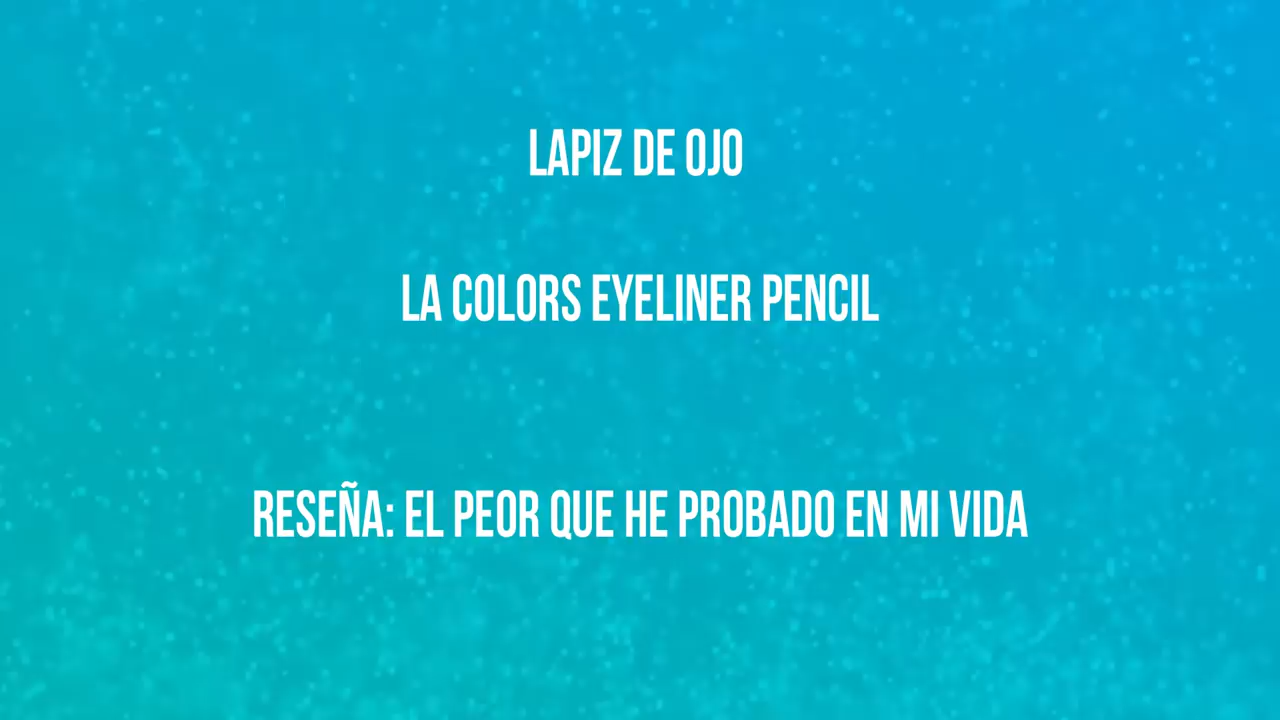 LAPIZ DE OJO
LA COLORS EYELINER PENCIL
RESEÑA: EL PEOR QUE HE PROBADO EN MI VIDA